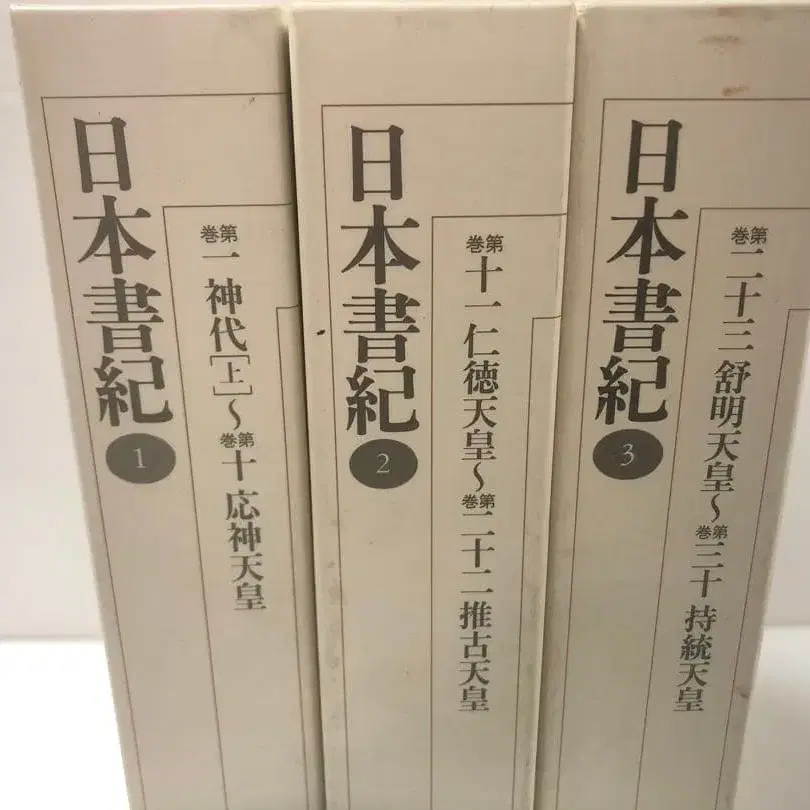 日本書紀
1
巻第一 神代[上]〜巻第十 応神天皇
日本書紀
2
巻第十一 仁徳天皇〜巻第二十二 推古天皇
日本書紀
3
巻第二十三 舒明天皇〜巻第三十 持統天皇